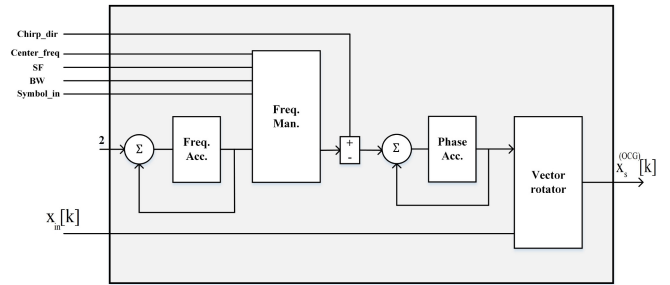 Chirp_dir
Center_freq
SF
BW
Symbol_in
Freq.
Man.
2
Σ
Freq.
Acc.
+
-
Σ
Phase
Acc.
Vector
rotator
x_in[k]
x_s^(OCG)[k]